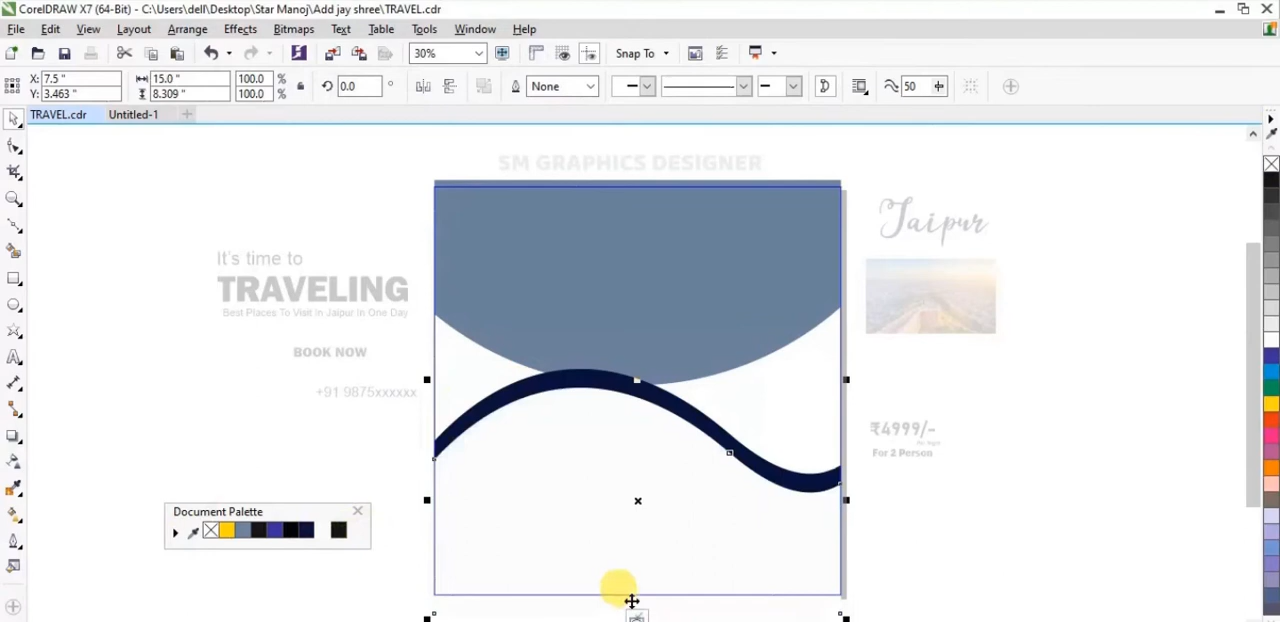 CorelDRAW X7 (64-Bit) - C:\Users\dell\Desktop\Star Manoj\Add jay shree\TRAVEL.cdr
File Edit View Layout Arrange Effects Bitmaps Text Table Tools Window Help
30% Snap To
X: 7.5 " 15.0 " 100.0 % 0.0 ° None 50
Y: 3.463 " 8.309 " 100.0 %
TRAVEL.cdr Untitled-1
SM GRAPHICS DESIGNER
Jaipur
It's time to
TRAVELING
Best Places To Visit In Jaipur In One Day
BOOK NOW
+91 9875xxxxxx
₹4999/-
For 2 Person
Document Palette